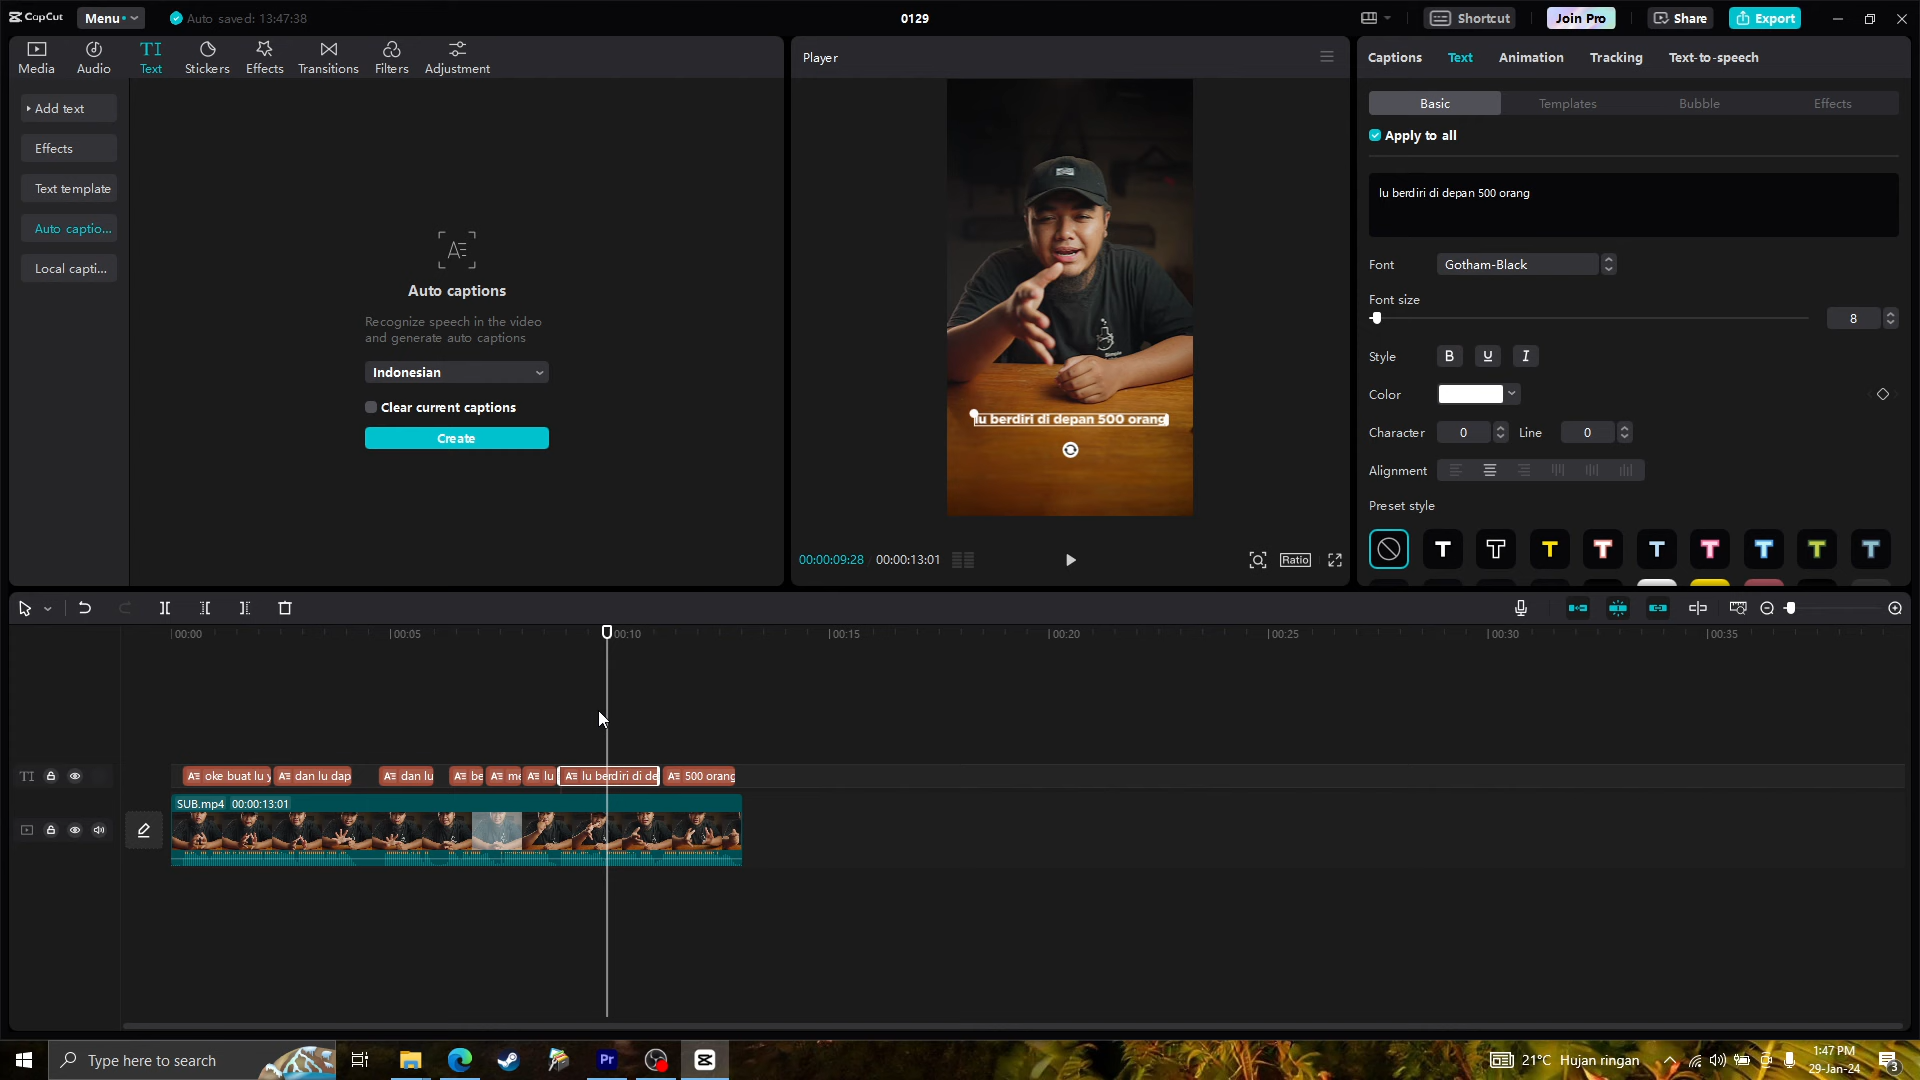 CapCut
Menu
Auto saved: 13:47:38
0129
Shortcut
Join Pro
Share
Export
Media
Audio
TI
Text
Stickers
Effects
Transitions
Filters
Adjustment
Player
Captions
Text
Animation
Tracking
Text-to-speech
Add text
Effects
Text template
Auto captio...
Local capti...
Auto captions
Recognize speech in the video
and generate auto captions
Indonesian
Clear current captions
Create
lu berdiri di depan 500 orang
00:00:09:28
00:00:13:01
Ratio
Basic
Templates
Bubble
Effects
Apply to all
lu berdiri di depan 500 orang
Font
Gotham-Black
Font size
8
Style
B
U
I
Color
Character
0
Line
0
Alignment
Preset style
T T T T T T T T T
00:00
00:05
00:10
00:15
00:20
00:25
00:30
00:35
TI
oke buat lu y
dan lu dap
dan lu
be
me
lu
lu berdiri di de
500 orang
SUB.mp4 00:00:13:01
Type here to search
Pr
21°C Hujan ringan
1:47 PM
29-Jan-24
3